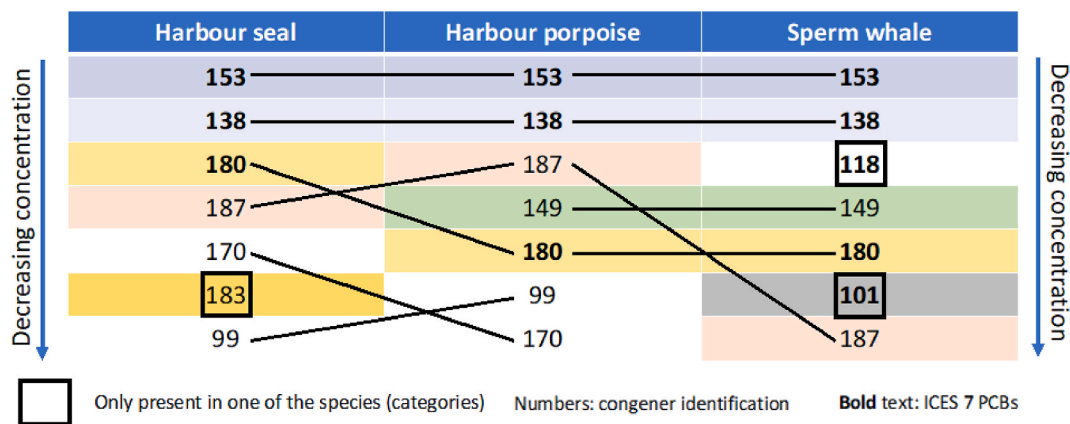 Harbour seal Harbour porpoise Sperm whale
Decreasing concentration
153 153 153
138 138 138
180 187 118
187 149 149
170 180 180
183 99 101
99 170 187
Decreasing concentration
Only present in one of the species (categories) Numbers: congener identification Bold text: ICES 7 PCBs